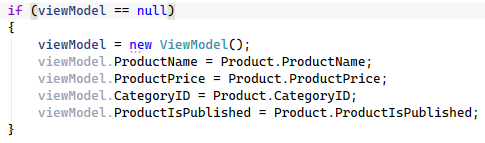 if (viewModel == null)
{
    viewModel = new ViewModel();
    viewModel.ProductName = Product.ProductName;
    viewModel.ProductPrice = Product.ProductPrice;
    viewModel.CategoryID = Product.CategoryID;
    viewModel.ProductIsPublished = Product.ProductIsPublished;
}